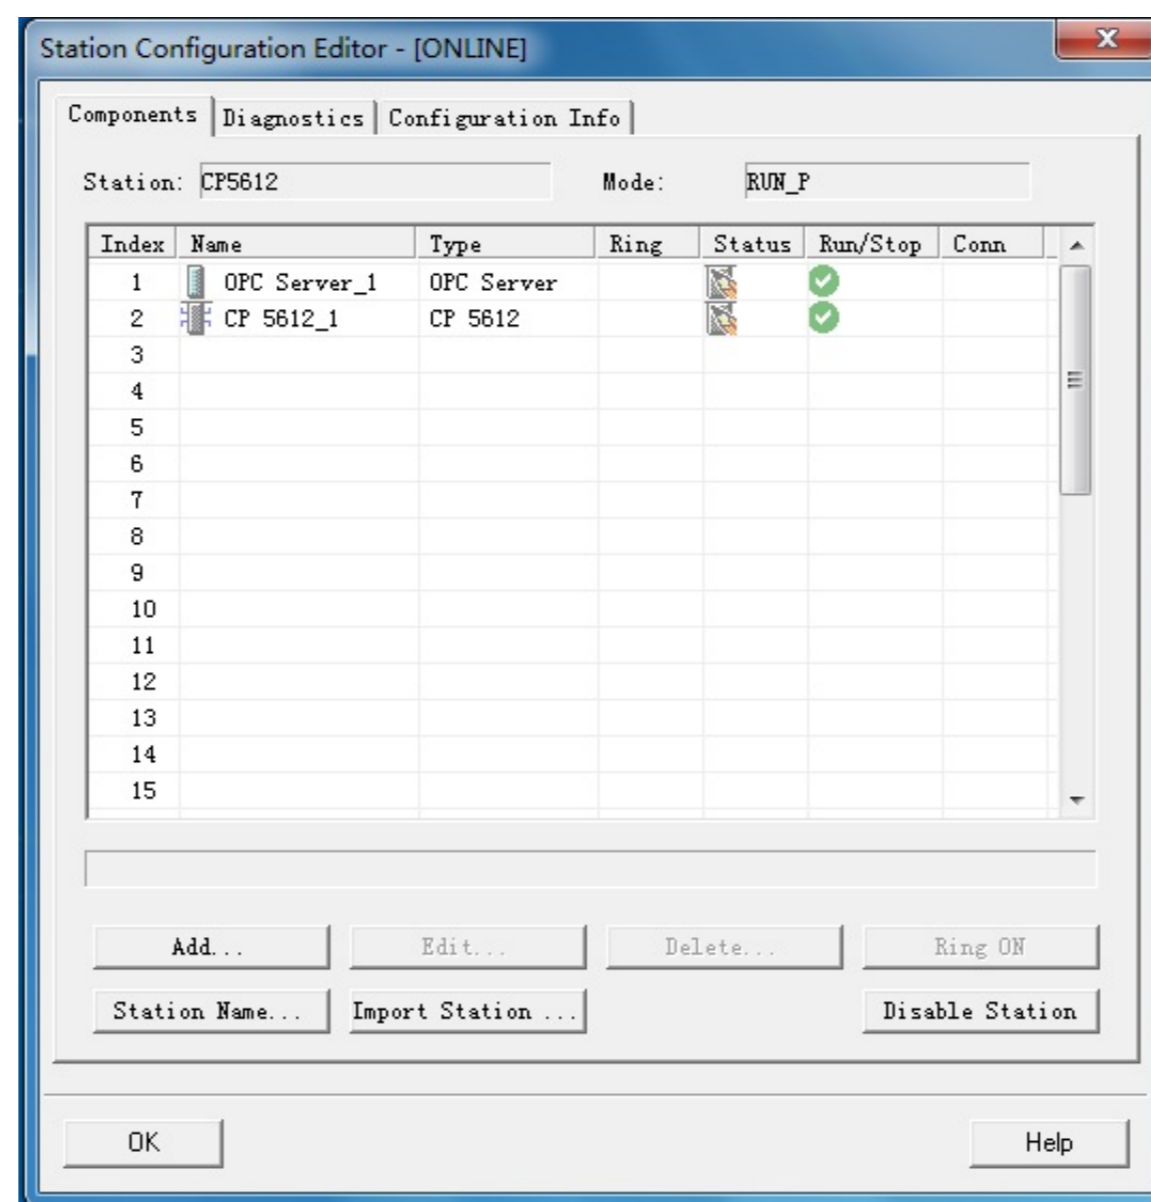 Station Configuration Editor - [ONLINE]
Components Diagnostics Configuration Info
Station: CP5612 Mode: RUN_P
Index Name Type Ring Status Run/Stop Conn
1 OPC Server_1 OPC Server
2 CP 5612_1 CP 5612
3
4
5
6
7
8
9
10
11
12
13
14
15
Add... Edit... Delete... Ring ON
Station Name... Import Station ... Disable Station
OK Help